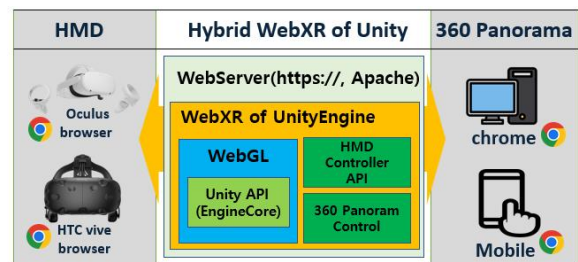 HMD
Hybrid WebXR of Unity
360 Panorama
Oculus
browser
HTC vive
browser
WebServer(https://, Apache)
WebXR of UnityEngine
WebGL
Unity API
(EngineCore)
HMD
Controller
API
360 Panoram
Control
chrome
Mobile